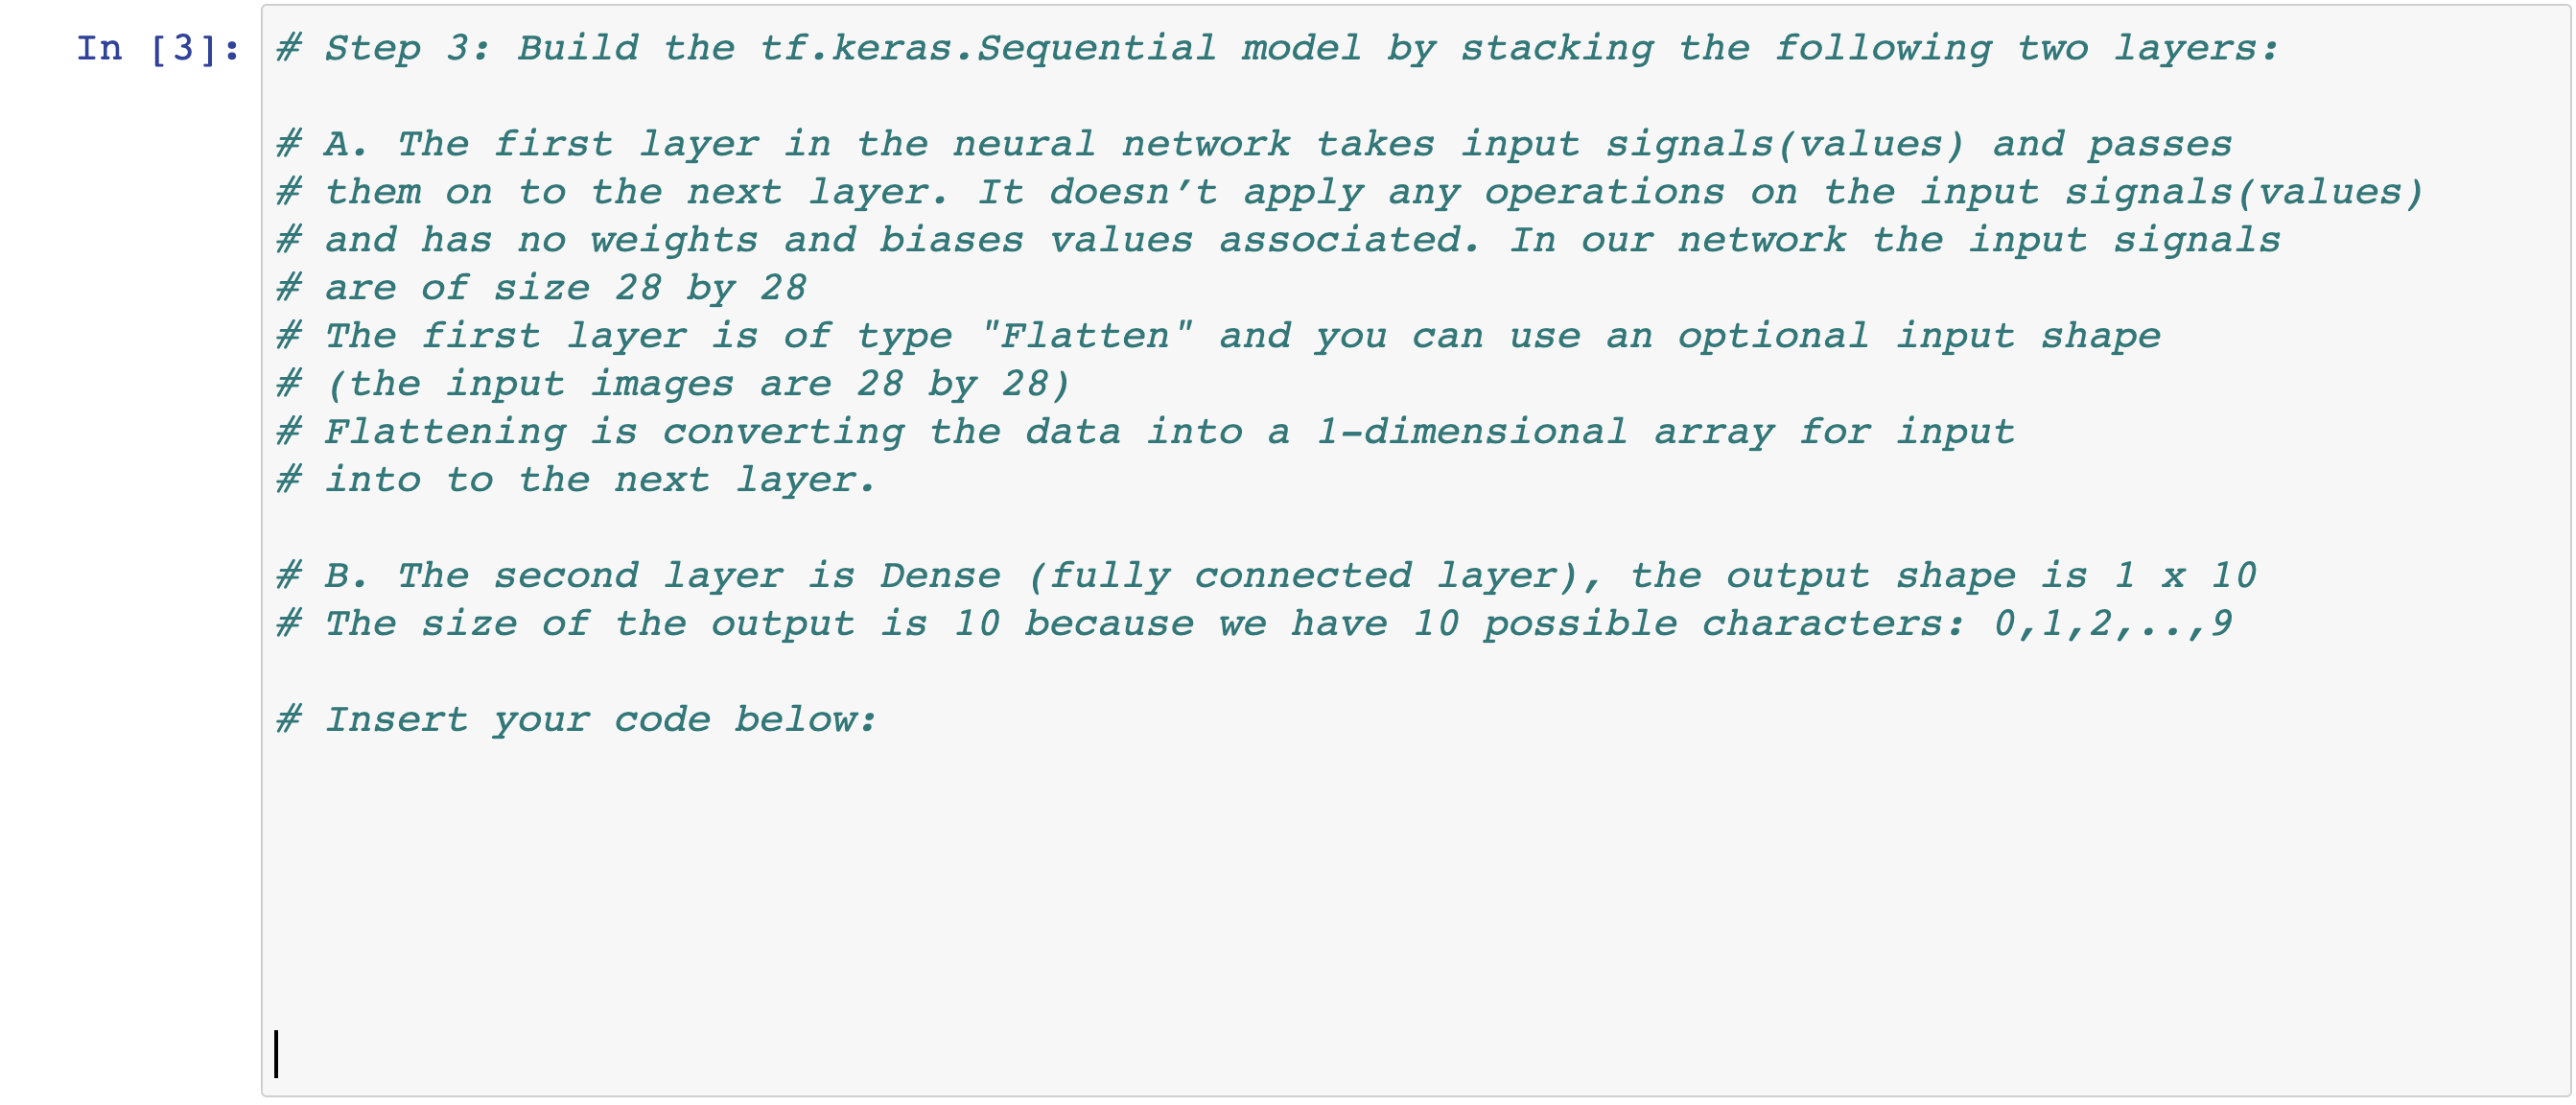 In [3]: # Step 3: Build the tf.keras.Sequential model by stacking the following two layers:
# A. The first layer in the neural network takes input signals(values) and passes
# them on to the next layer. It doesn’t apply any operations on the input signals(values)
# and has no weights and biases values associated. In our network the input signals
# are of size 28 by 28
# The first layer is of type "Flatten" and you can use an optional input shape
# (the input images are 28 by 28)
# Flattening is converting the data into a 1-dimensional array for input
# into to the next layer.
# B. The second layer is Dense (fully connected layer), the output shape is 1 x 10
# The size of the output is 10 because we have 10 possible characters: 0,1,2,..,9
# Insert your code below: